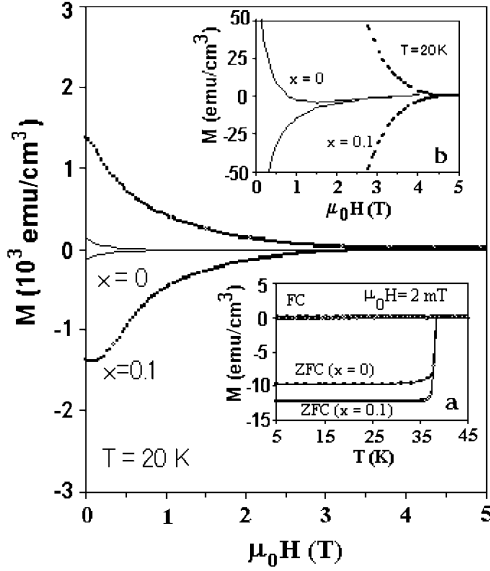 3
2
1
0
-1
-2
-3
M (10³ emu/cm³)
0 1 2 3 4 5
μ₀H (T)
x = 0
x=0.1
T = 20 K
50
25
0
-25
50
M (emu/cm³)
T=20K
x = 0
x = 0.1
b
0 1 2 3 4 5
μ₀H (T)
5
0
-5
-10
-15
M (emu/cm³)
FC
μ₀H= 2 mT
ZFC (x = 0)
ZFC (x = 0.1)
a
5 15 25 35 45
T (K)